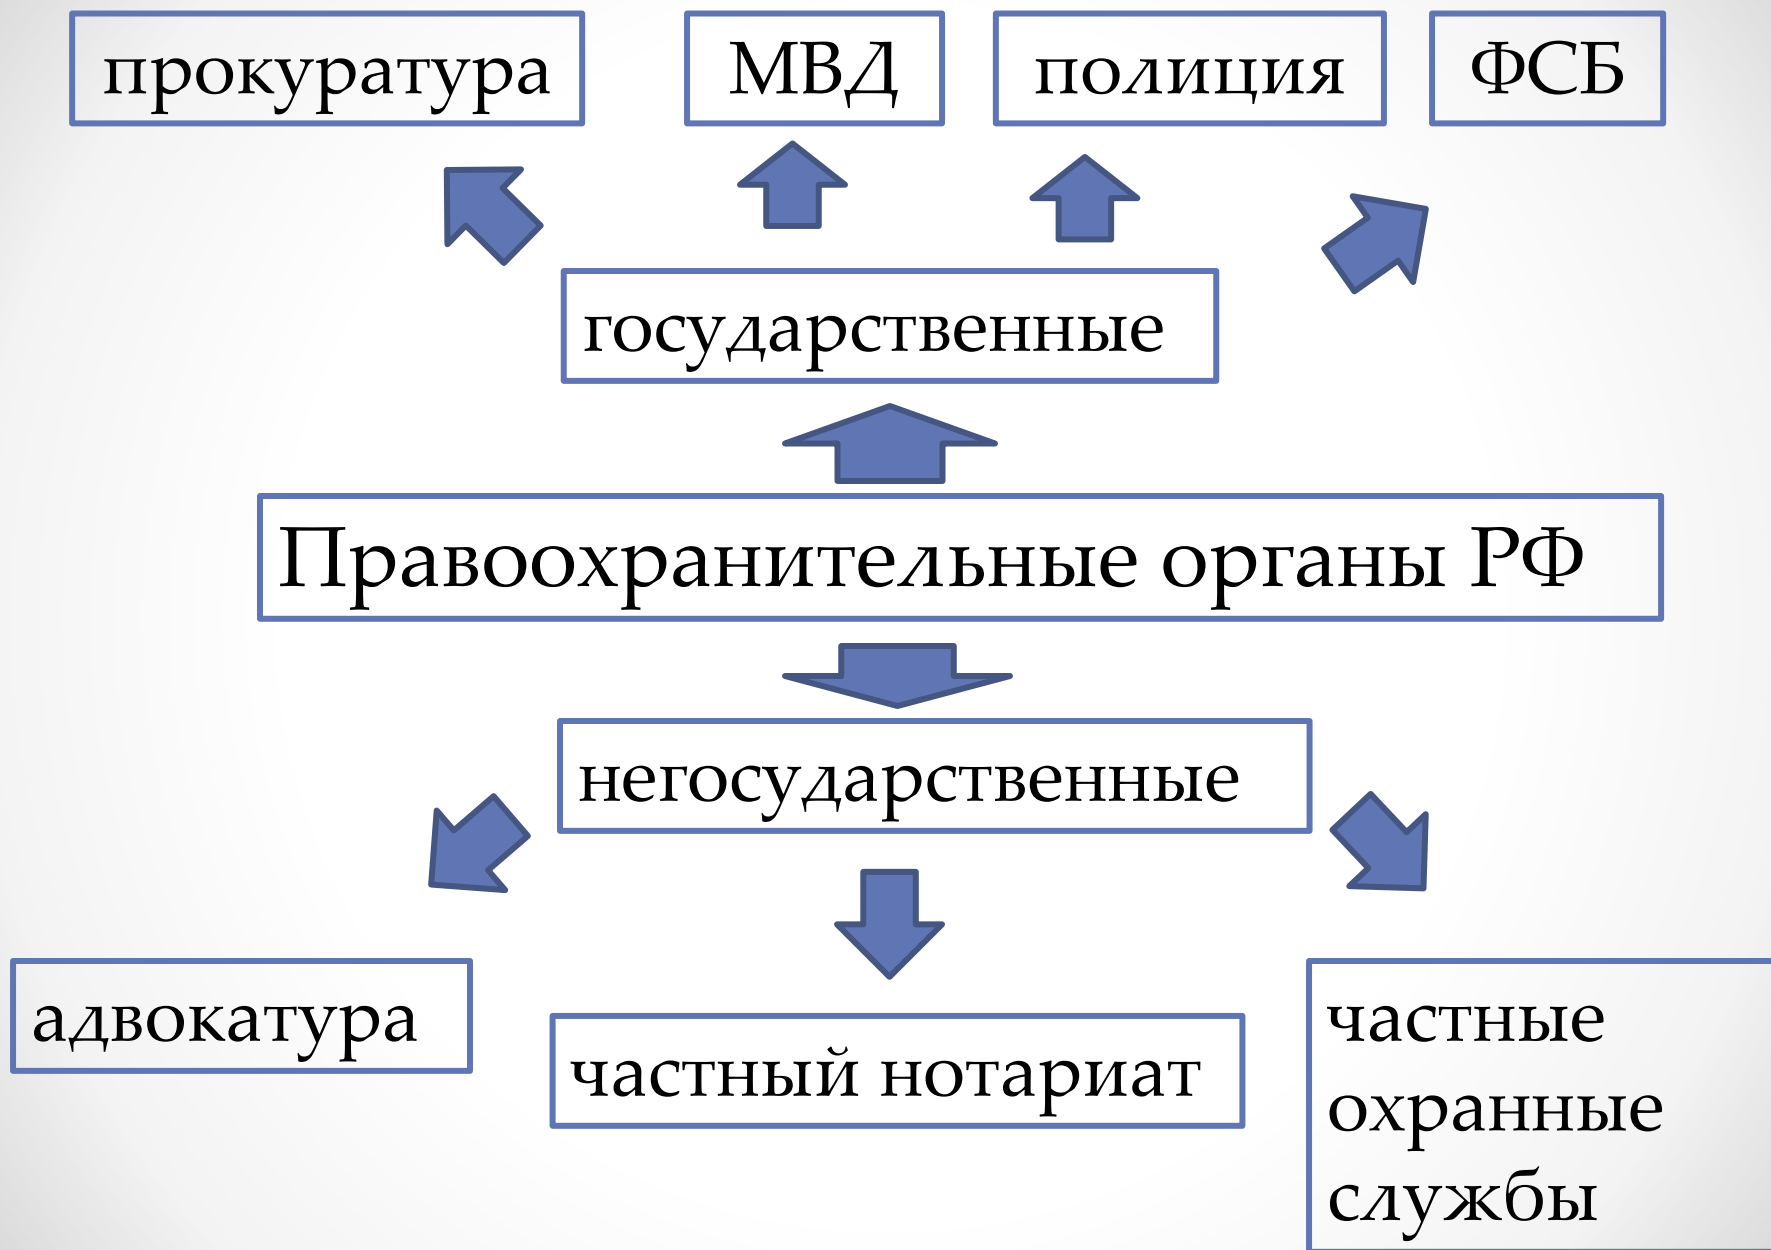 прокуратура
МВД
полиция
ФСБ
государственные
Правоохранительные органы РФ
негосударственные
адвокатура
частный нотариат
частные
охранные
службы